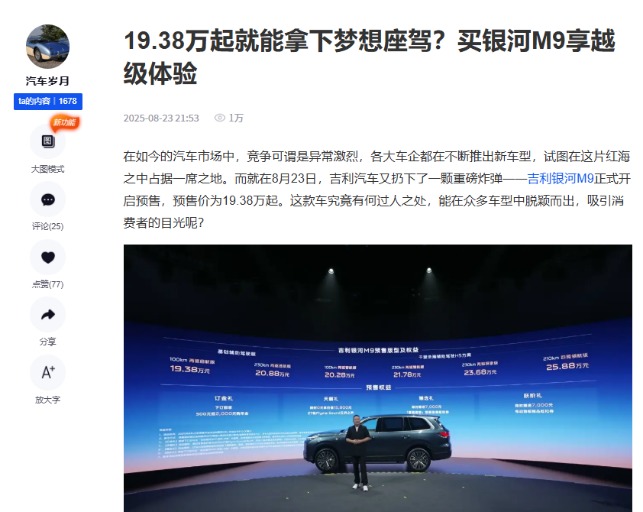 19.38万起就能拿下梦想座驾？买银河M9享越
级体验
汽车岁月
ta的内容｜1678
2025-08-23 21:53
1万
新功能
图
大图模式
评论(25)
点赞(77)
分享
A+
放大字
在如今的汽车市场中，竞争可谓是异常激烈，各大车企都在不断推出新车型，试图在这片红海
之中占据一席之地。而就在8月23日，吉利汽车又扔下了一颗重磅炸弹——吉利银河M9正式开
启预售，预售价为19.38万起。这款车究竟有何过人之处，能在众多车型中脱颖而出，吸引消
费者的目光呢？
吉利银河M9预售版型及权益
100km
19.38万元
230km
20.88万元
100km
20.28万元
230km
21.78万元
230km
23.68万元
210km
25.88万元
预售权益
订金礼